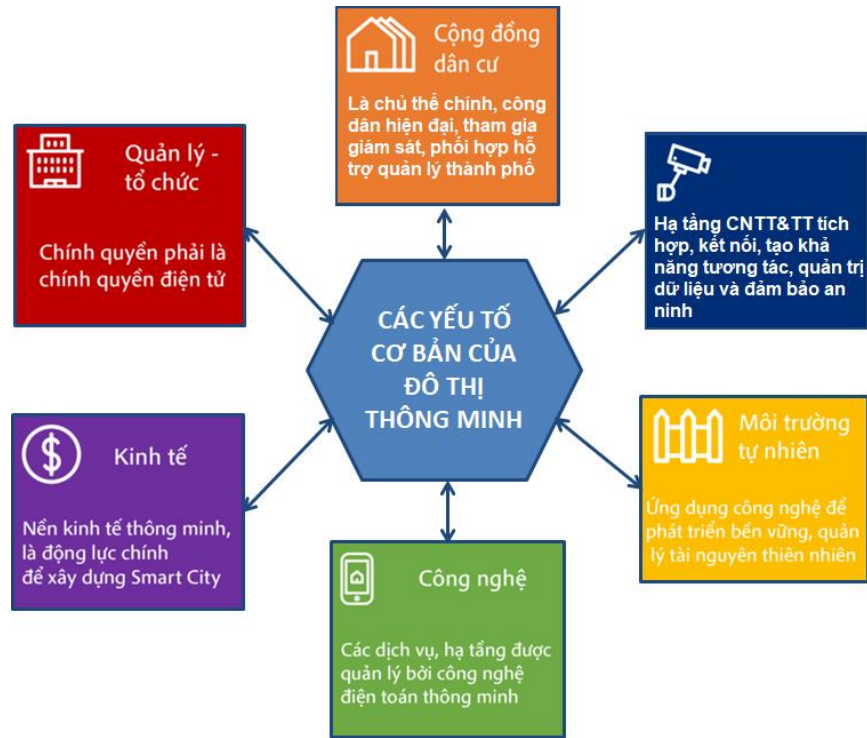 Cộng đồng
dân cư
Là chủ thể chính, công
dân hiện đại, tham gia
giám sát, phối hợp hỗ
trợ quản lý thành phố
Quản lý -
tổ chức
Chính quyền phải là
chính quyền điện tử
Hạ tầng CNTT&TT tích
hợp, kết nối, tạo khả
năng tương tác, quản trị
dữ liệu và đảm bảo an
ninh
CÁC YẾU TỐ
CƠ BẢN CỦA
ĐÔ THỊ
THÔNG MINH
Kinh tế
Nền kinh tế thông minh,
là động lực chính
để xây dựng Smart City
Môi trường
tự nhiên
Ứng dụng công nghệ để
phát triển bền vững, quản
lý tài nguyên thiên nhiên
Công nghệ
Các dịch vụ, hạ tầng được
quản lý bởi công nghệ
điện toán thông minh